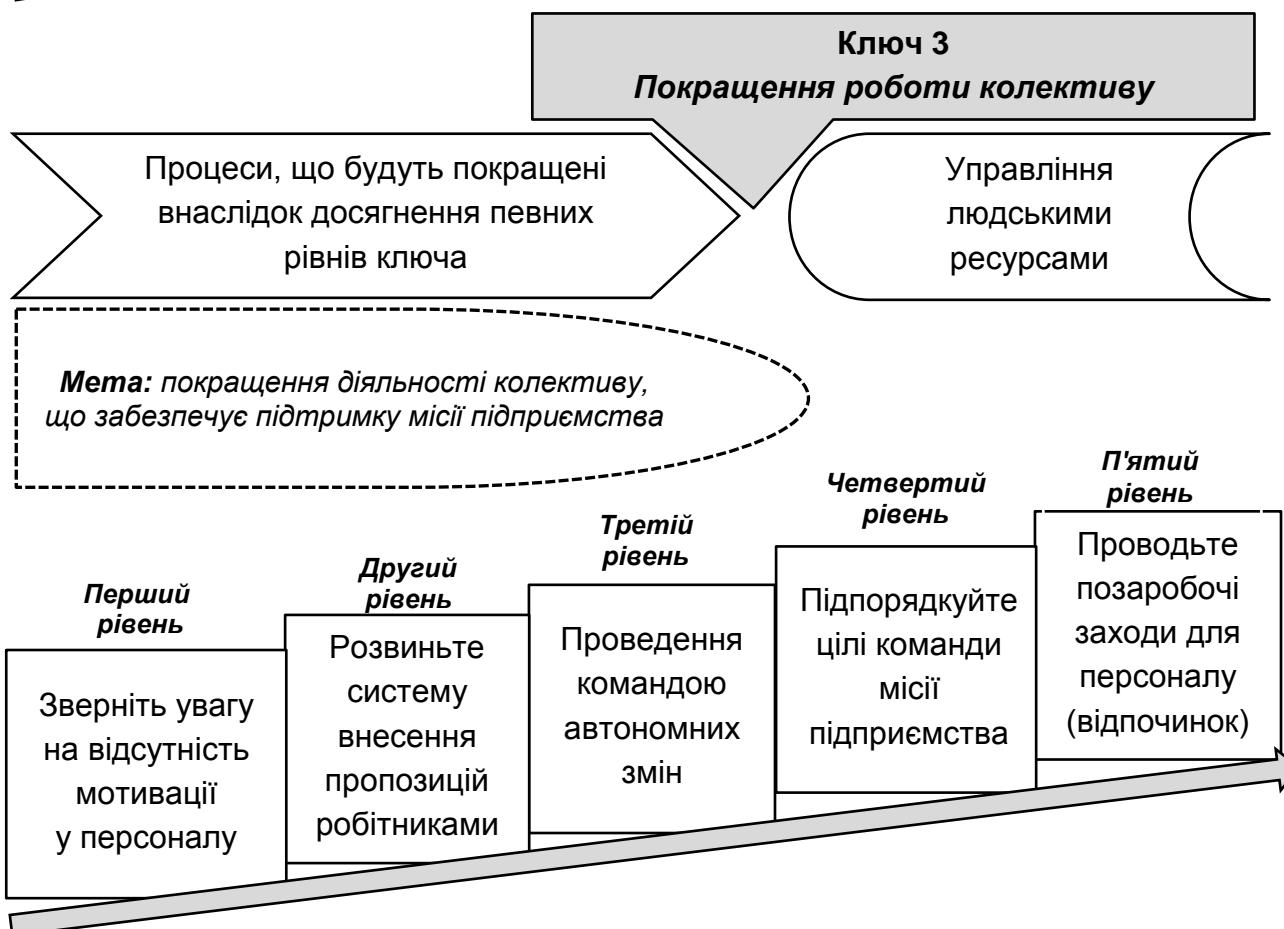 Ключ 3
Покращення роботи колективу
Процеси, що будуть покращені
внаслідок досягнення певних
рівнів ключа
Управління
людськими
ресурсами
Мета: покращення діяльності колективу,
що забезпечує підтримку місії підприємства
Перший
рівень
Зверніть увагу
на відсутність
мотивації
у персоналу
Другий
рівень
Розвиньте
систему
внесення
пропозицій
робітниками
Третій
рівень
Проведення
командою
автономних
змін
Четвертий
рівень
Підпорядкуйте
цілі команди
місії
підприємства
П'ятий
рівень
Проводьте
позаробочі
заходи для
персоналу
(відпочинок)